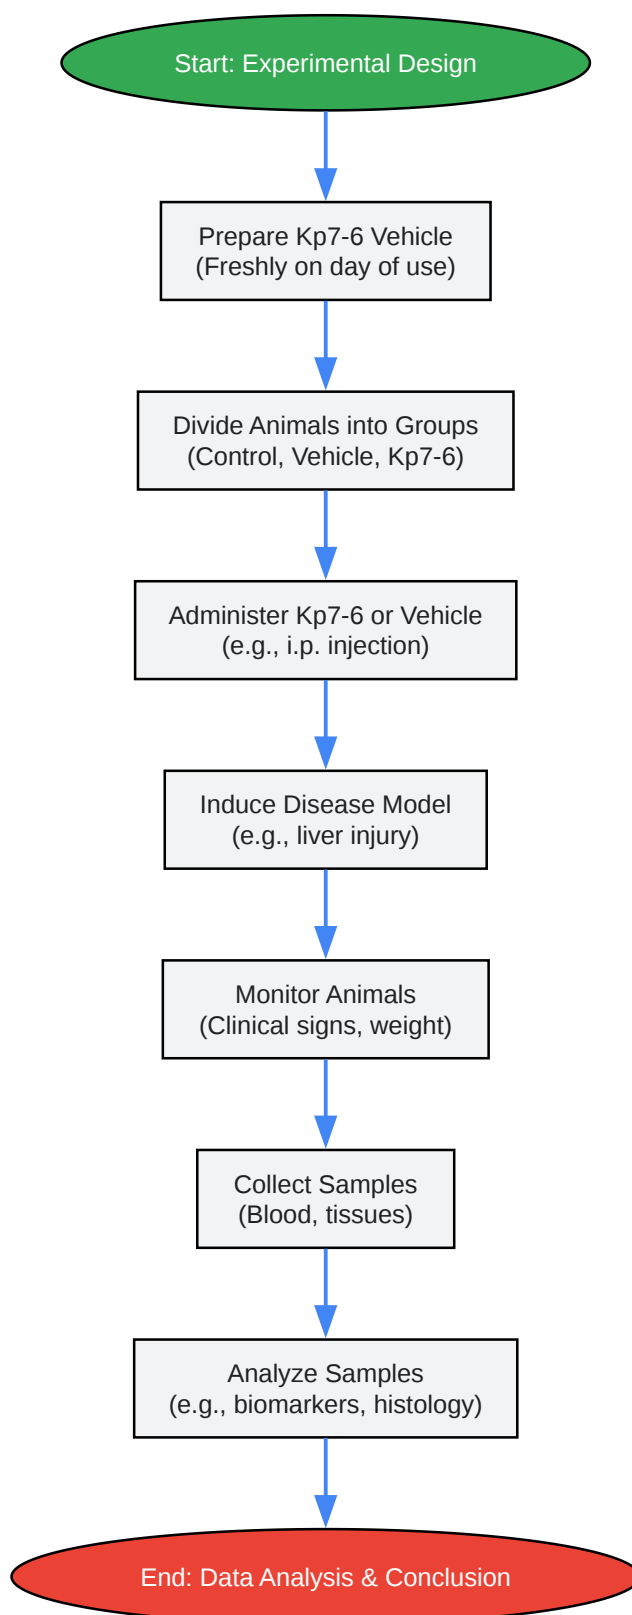 Start: Experimental Design
Prepare Kp7-6 Vehicle
(Freshly on day of use)
Divide Animals into Groups
(Control, Vehicle, Kp7-6)
Administer Kp7-6 or Vehicle
(e.g., i.p. injection)
Induce Disease Model
(e.g., liver injury)
Monitor Animals
(Clinical signs, weight)
Collect Samples
(Blood, tissues)
Analyze Samples
(e.g., biomarkers, histology)
End: Data Analysis & Conclusion